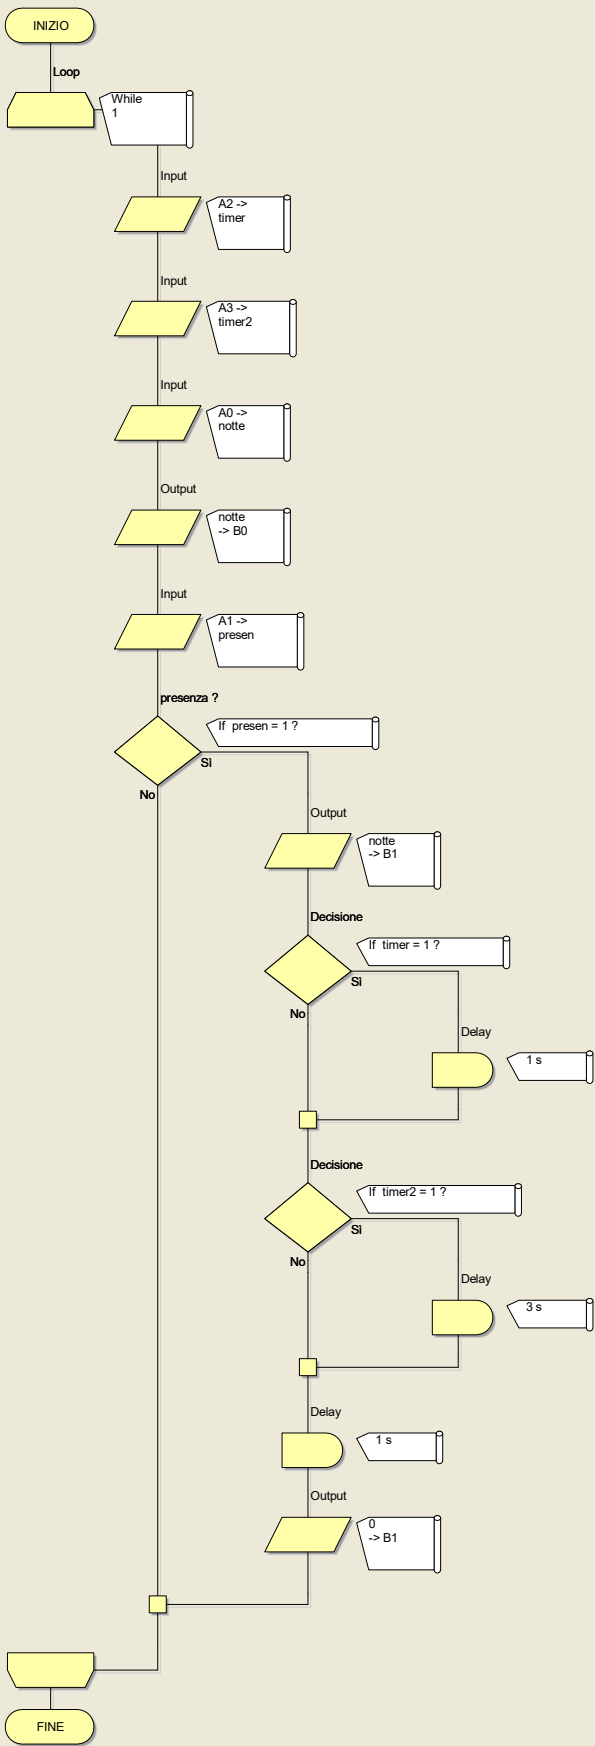 INIZIO
Loop
While
1
Input
A2 ->
timer
Input
A3 ->
timer2
Input
A0 ->
notte
Output
notte
-> B0
Input
A1 ->
presen
presenza ?
If  presen = 1 ?
Sì
No
Output
notte
-> B1
Decisione
If  timer = 1 ?
Sì
No
Delay
1 s
Decisione
If  timer2 = 1 ?
Sì
No
Delay
3 s
Delay
1 s
Output
0
-> B1
FINE